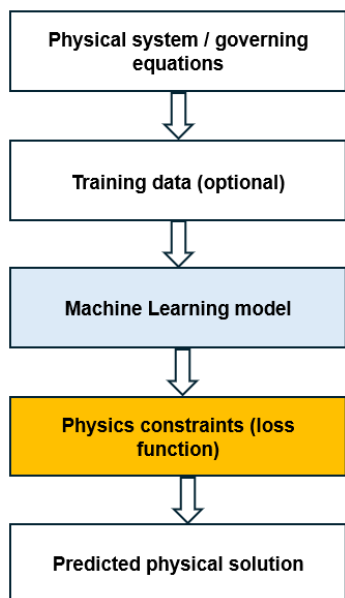 Physical system / governing
equations
Training data (optional)
Machine Learning model
Physics constraints (loss
function)
Predicted physical solution